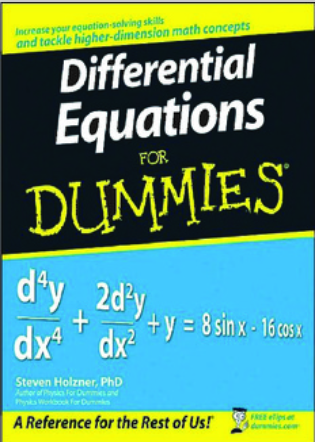 Increase your equation-solving skills
and tackle higher-dimension math concepts
Differential
Equations
FOR
DUMMIES®
d⁴y/dx⁴ + 2d²y/dx² + y = 8 sin x - 16 cos x
Steven Holzner, PhD
Author of Physics For Dummies and
Physics Workbook For Dummies
A Reference for the Rest of Us!®
FREE eTips at
dummies.com®